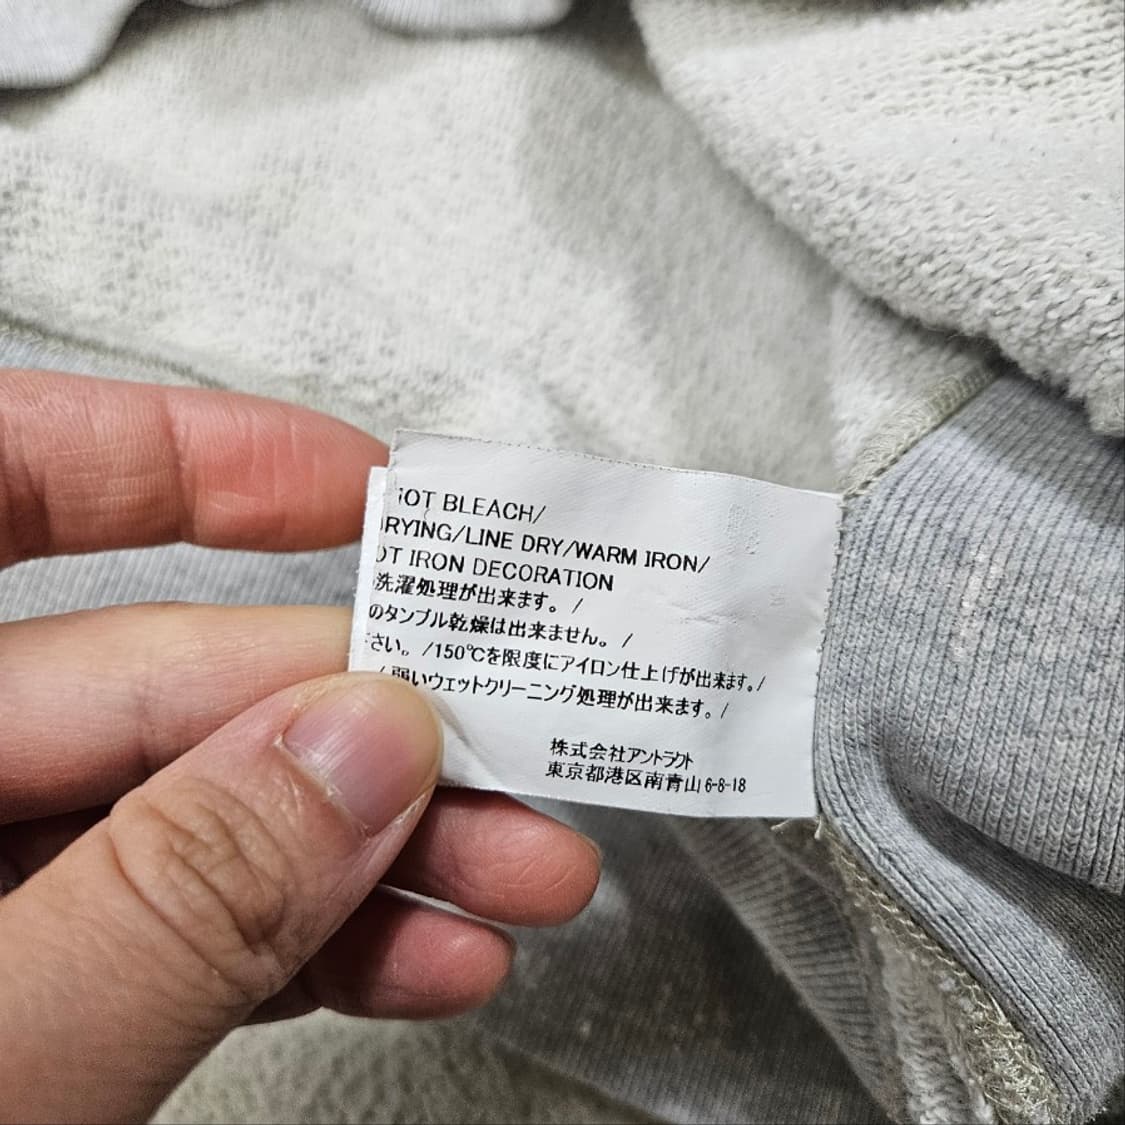 NOT BLEACH/
DRYING/LINE DRY/WARM IRON/
IRON DECORATION
洗濯処理が出来ます。 /
のタンブル乾燥は出来ません。 /
さい。 /150℃を限度にアイロン仕上げが出来ます。/
/ 弱いウェットクリーニング処理が出来ます。 /
株式会社アントラクト
東京都港区南青山6-8-18